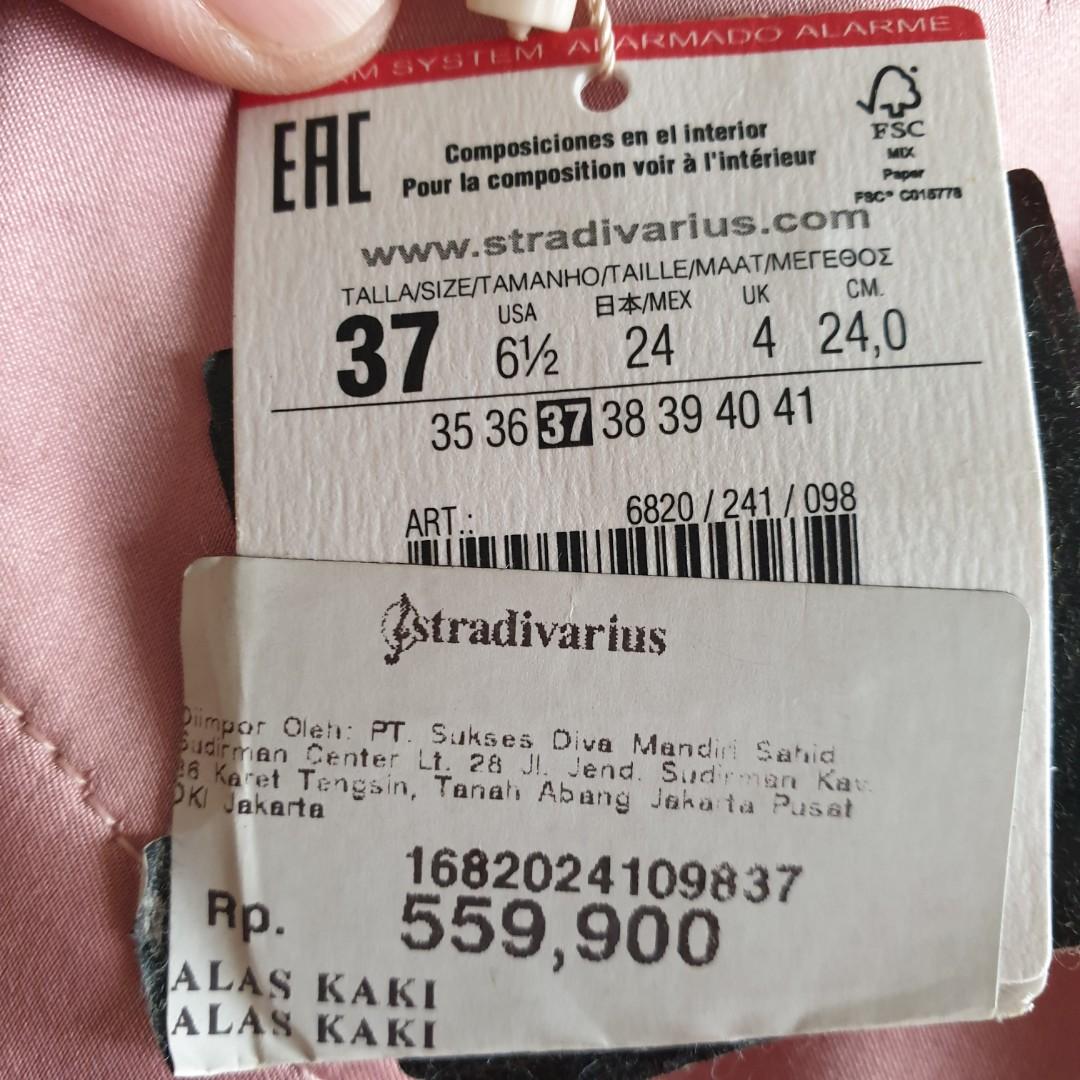 M SYSTEM ALARMADO ALARME
EAC
Composiciones en el interior
Pour la composition voir à l'intérieur
FSC
MIX
Paper
FSC® C015778
www.stradivarius.com
TALLA/SIZE/TAMANHO/TAILLE/MAAT/ΜΕΓΕΘΟΣ
37
USA
6½
日本/MEX
24
UK
4
CM.
24,0
35 36 37 38 39 40 41
ART.: 6820 / 241 / 098
stradivarius
Diimpor Oleh: PT. Sukses Diva Mandiri Sahid
Sudirman Center Lt. 28 Jl. Jend. Sudirman Kav.
86 Karet Tengsin, Tanah Abang Jakarta Pusat
DKI Jakarta
1682024109837
Rp. 559,900
ALAS KAKI
ALAS KAKI